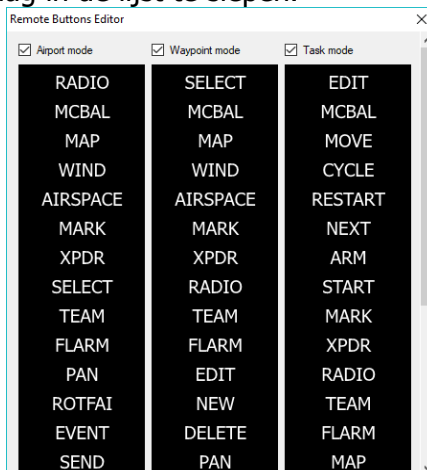 Remote Buttons Editor
Airport mode Waypoint mode Task mode
RADIO SELECT EDIT
MCBAL MCBAL MCBAL
MAP MAP MOVE
WIND WIND CYCLE
AIRSPACE AIRSPACE RESTART
MARK MARK NEXT
XPDR XPDR ARM
SELECT RADIO START
TEAM TEAM MARK
FLARM FLARM XPDR
PAN EDIT RADIO
ROTFAI NEW TEAM
EVENT DELETE FLARM
SEND PAN MAP